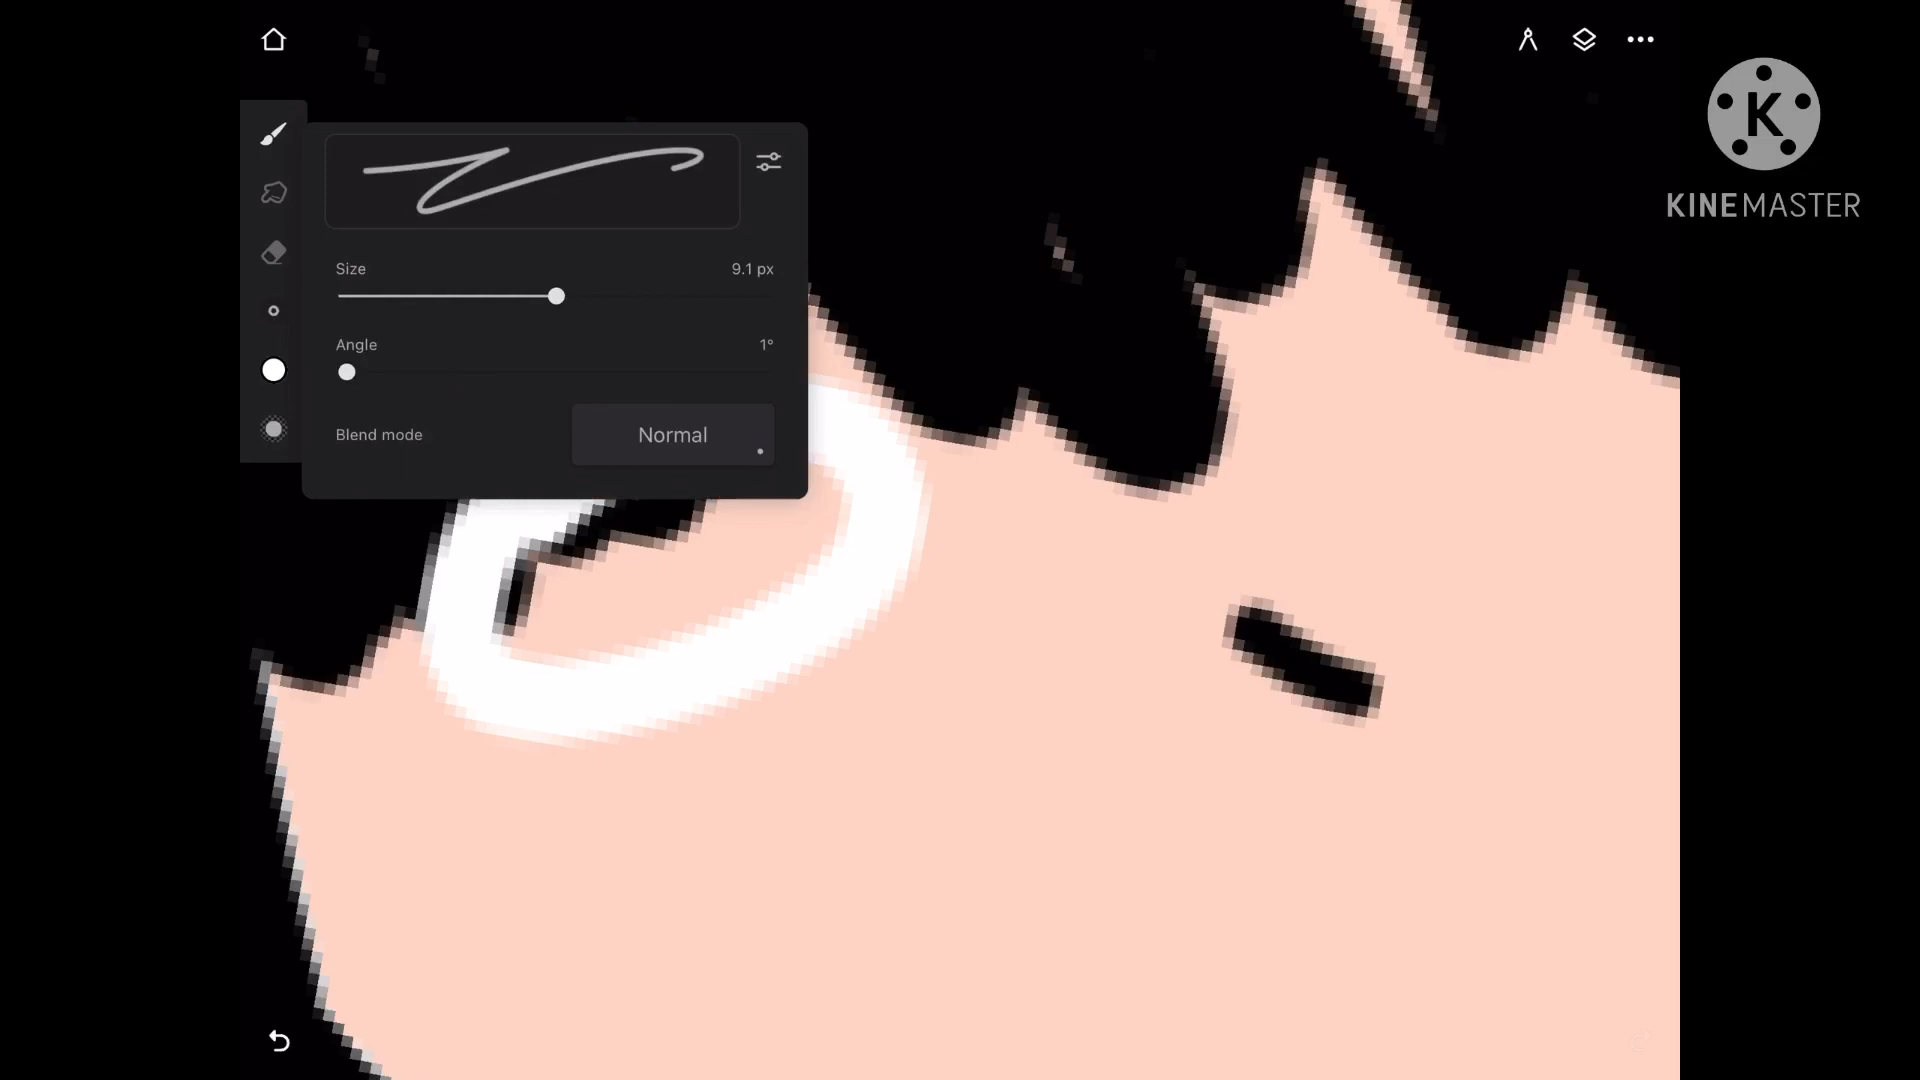 K
KINEMASTER
Size 9.1 px
Angle 1°
Blend mode Normal